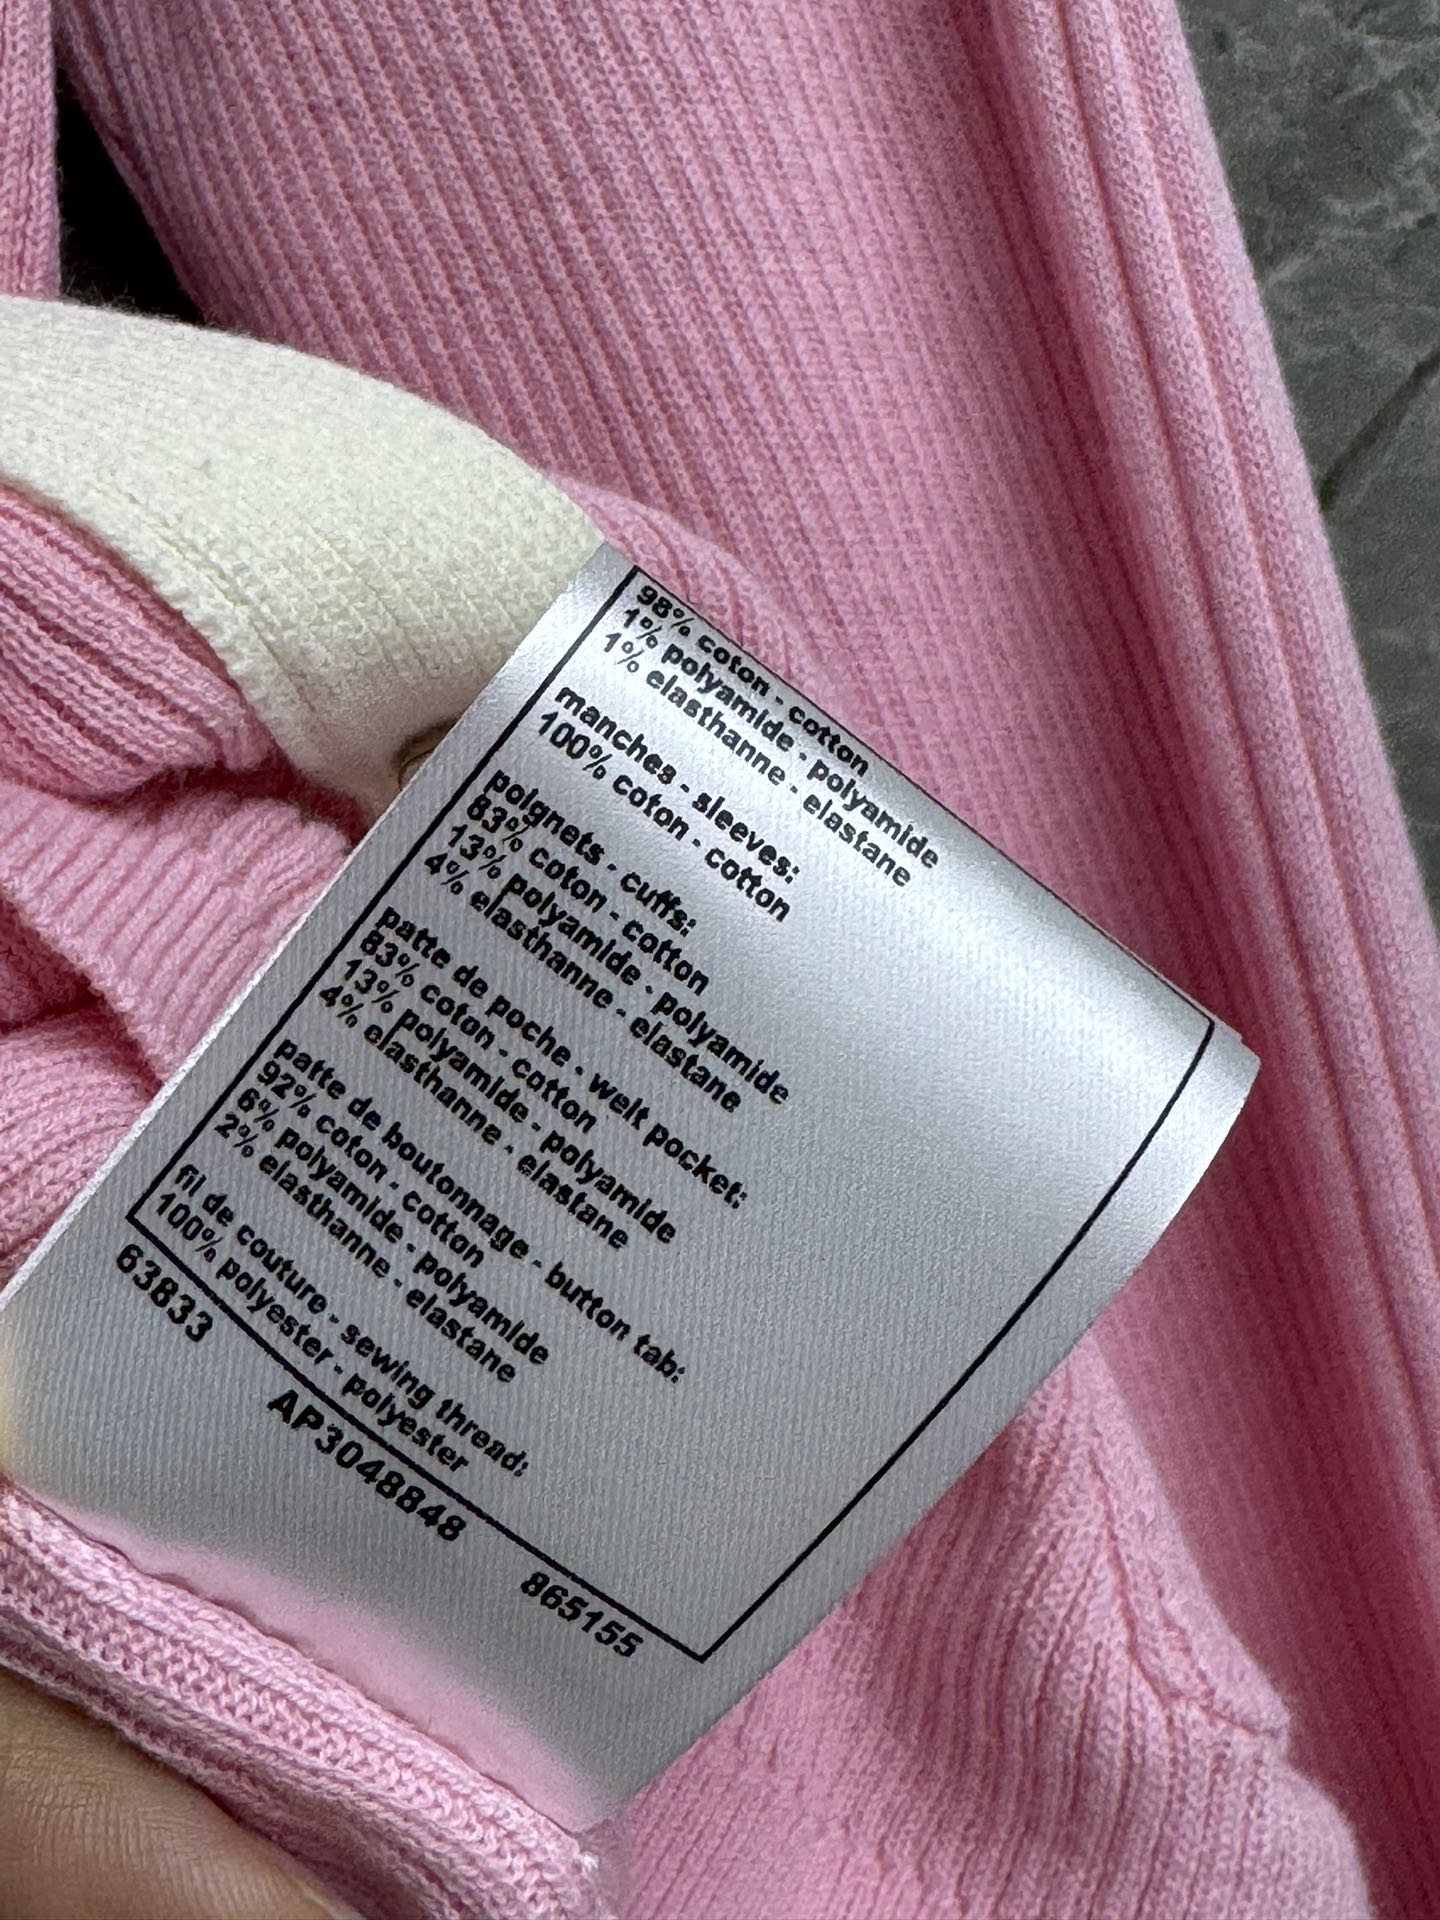 98% coton - cotton
1% polyamide - polyamide
1% elasthanne - elastane
manches - sleeves:
100% coton - cotton
poignets - cuffs:
83% coton - cotton
13% polyamide - polyamide
4% elasthanne - elastane
patte de poche - welt pocket:
83% coton - cotton
13% polyamide - polyamide
4% elasthanne - elastane
patte de boutonnage - button tab:
92% coton - cotton
6% polyamide - polyamide
2% elasthanne - elastane
fil de couture - sewing thread:
100% polyester - polyester
63833 AP3048848 865155